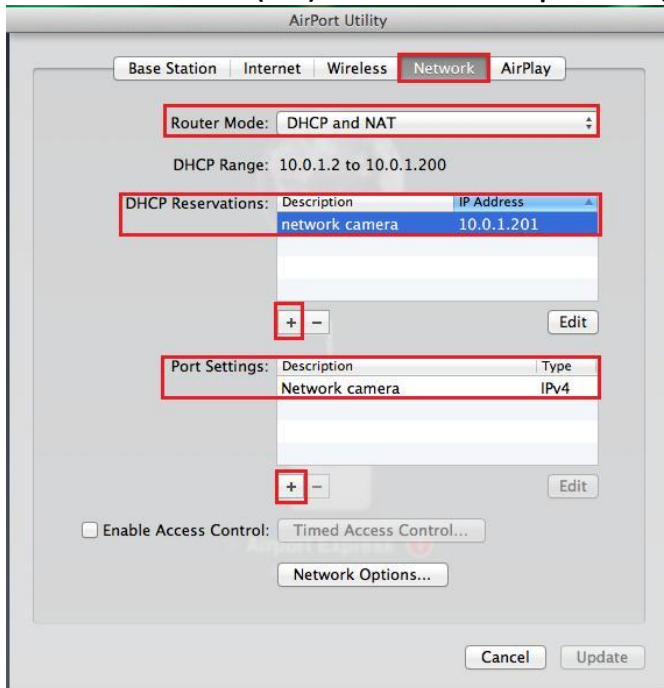 AirPort Utility
Base Station Internet Wireless Network AirPlay
Router Mode: DHCP and NAT
DHCP Range: 10.0.1.2 to 10.0.1.200
DHCP Reservations: Description IP Address
network camera 10.0.1.201
+ − Edit
Port Settings: Description Type
Network camera IPv4
+ − Edit
Enable Access Control: Timed Access Control...
Airport Express
Network Options...
Cancel Update